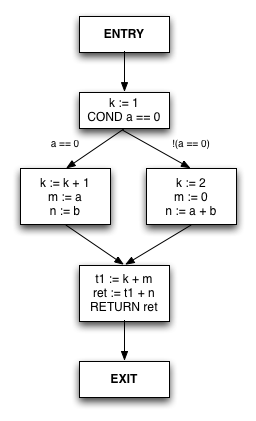 ENTRY
k := 1
COND a == 0
a == 0
!(a == 0)
k := k + 1
m := a
n := b
k := 2
m := 0
n := a + b
t1 := k + m
ret := t1 + n
RETURN ret
EXIT